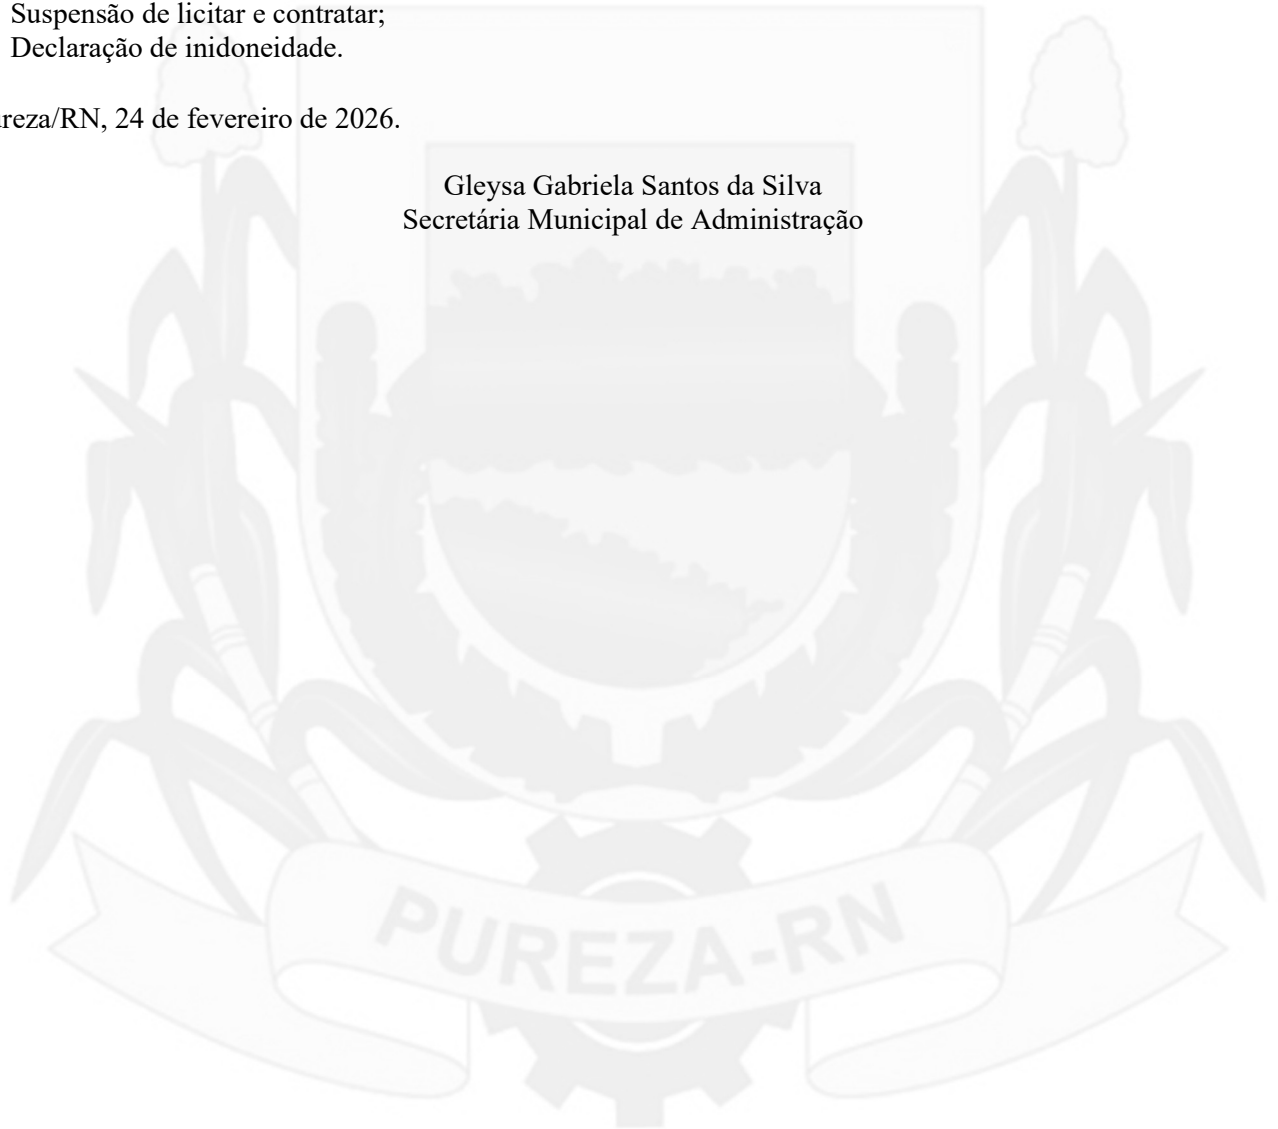 Suspensão de licitar e contratar;
Declaração de inidoneidade.
reza/RN, 24 de fevereiro de 2026.
Gleysa Gabriela Santos da Silva
Secretária Municipal de Administração
PUREZA-RN